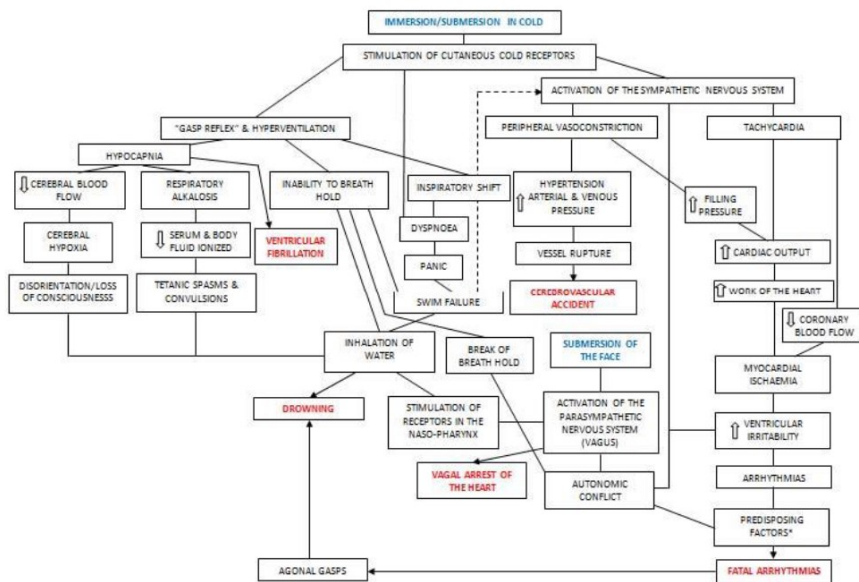 IMMERSION/SUBMERSION IN COLD
STIMULATION OF CUTANEOUS COLD RECEPTORS
ACTIVATION OF THE SYMPATHETIC NERVOUS SYSTEM
"GASP REFLEX" & HYPERVENTILATION
PERIPHERAL VASOCONSTRICTION
TACHYCARDIA
HYPOCAPNIA
⇩ CEREBRAL BLOOD
FLOW
RESPIRATORY
ALKALOSIS
INABILITY TO BREATH
HOLD
INSPIRATORY SHIFT
⇧ HYPERTENSION
ARTERIAL & VENOUS
PRESSURE
⇧ FILLING
PRESSURE
DYSPNOEA
CEREBRAL
HYPOXIA
⇩ SERUM & BODY
FLUID IONIZED
VENTRICULAR
FIBRILLATION
VESSEL RUPTURE
⇧ CARDIAC OUTPUT
PANIC
DISORIENTATION/LOSS
OF CONSCIOUSNESSS
TETANIC SPASMS &
CONVULSIONS
SWIM FAILURE
CEREDROVASCULAR
ACCIDENT
⇧ WORK OF THE HEART
⇩ CORONARY
BLOOD FLOW
INHALATION OF
WATER
BREAK OF
BREATH HOLD
SUBMERSION OF
THE FACE
MYOCARDIAL
ISCHAEMIA
DROWNING
STIMULATION OF
RECEPTORS IN THE
NASO-PHARYNX
ACTIVATION OF THE
PARASYMPATHETIC
NERVOUS SYSTEM
(VAGUS)
⇧ VENTRICULAR
IRRITABILITY
VAGAL ARREST OF
THE HEART
AUTONOMIC
CONFLICT
ARRHYTHMIAS
PREDISPOSING
FACTORS*
AGONAL GASPS
FATAL ARRHYTHMIAS